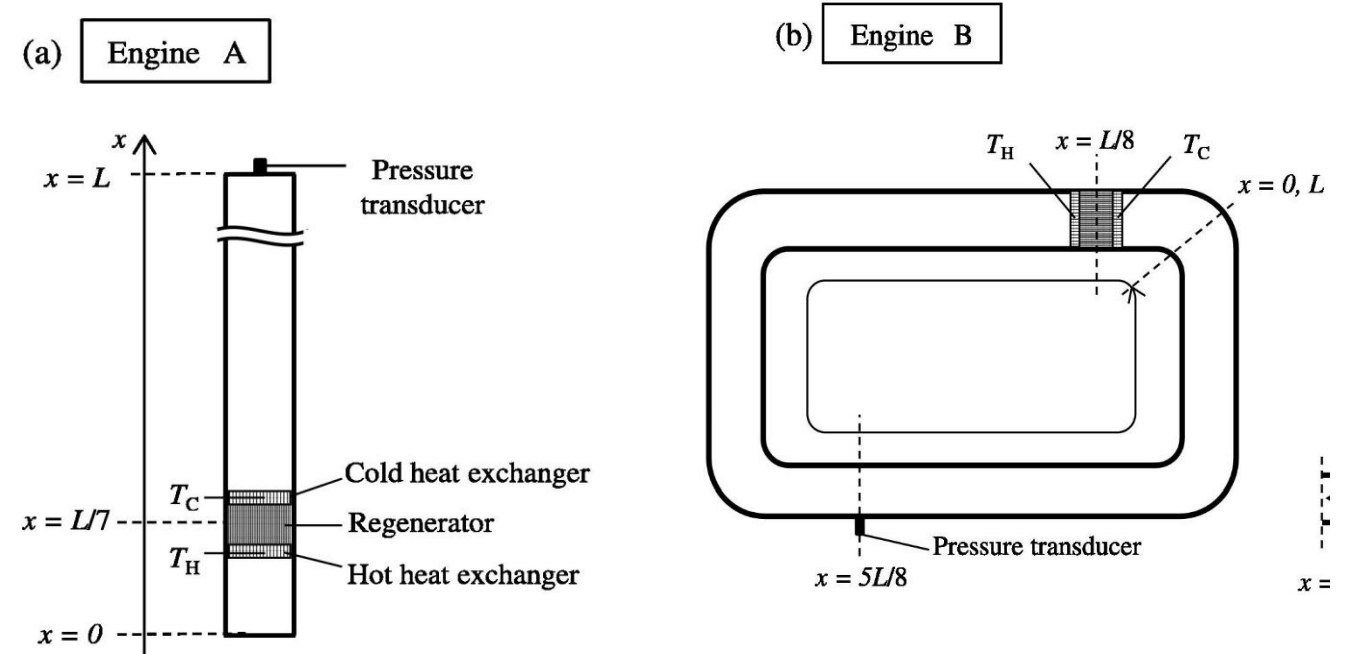 (a) Engine A
x
x = L
Pressure
transducer
Cold heat exchanger
T_C
x = L/7
Regenerator
T_H
Hot heat exchanger
x = 0
(b) Engine B
T_H
x = L/8
T_C
x = 0, L
Pressure transducer
x = 5L/8
x =